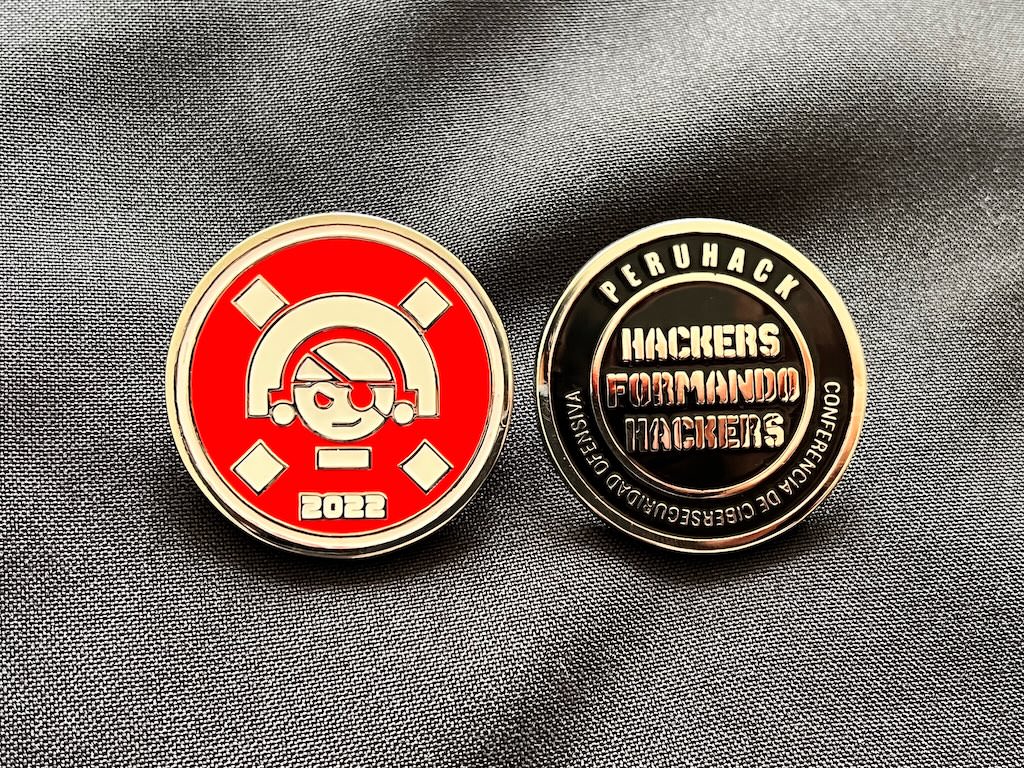 2022
PERUHACK
HACKERS
FORMANDO
HACKERS
CONFERENCIA DE CIBERSEGURIDAD OFENSIVA